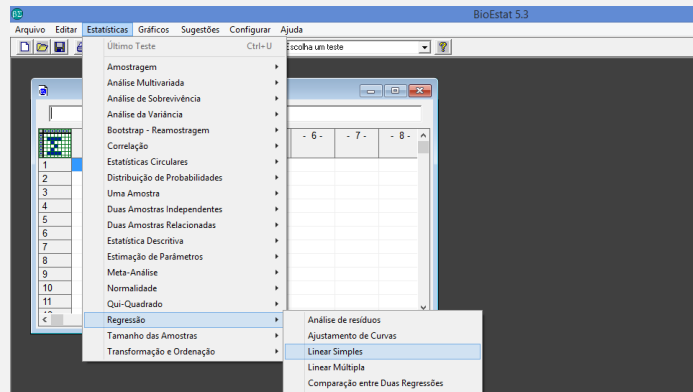 BioEstat 5.3
Arquivo Editar Estatísticas Gráficos Sugestões Configurar Ajuda
Último Teste Ctrl+U
Escolha um teste
Amostragem
Análise Multivariada
Análise de Sobrevivência
Análise da Variância
Bootstrap - Reamostragem
Correlação
Estatísticas Circulares
Distribuição de Probabilidades
Uma Amostra
Duas Amostras Independentes
Duas Amostras Relacionadas
Estatística Descritiva
Estimação de Parâmetros
Meta-Análise
Normalidade
Qui-Quadrado
Regressão
Tamanho das Amostras
Transformação e Ordenação
- 6 - - 7 - - 8 -
1
2
3
4
5
6
7
8
9
10
11
Análise de resíduos
Ajustamento de Curvas
Linear Simples
Linear Múltipla
Comparação entre Duas Regressões